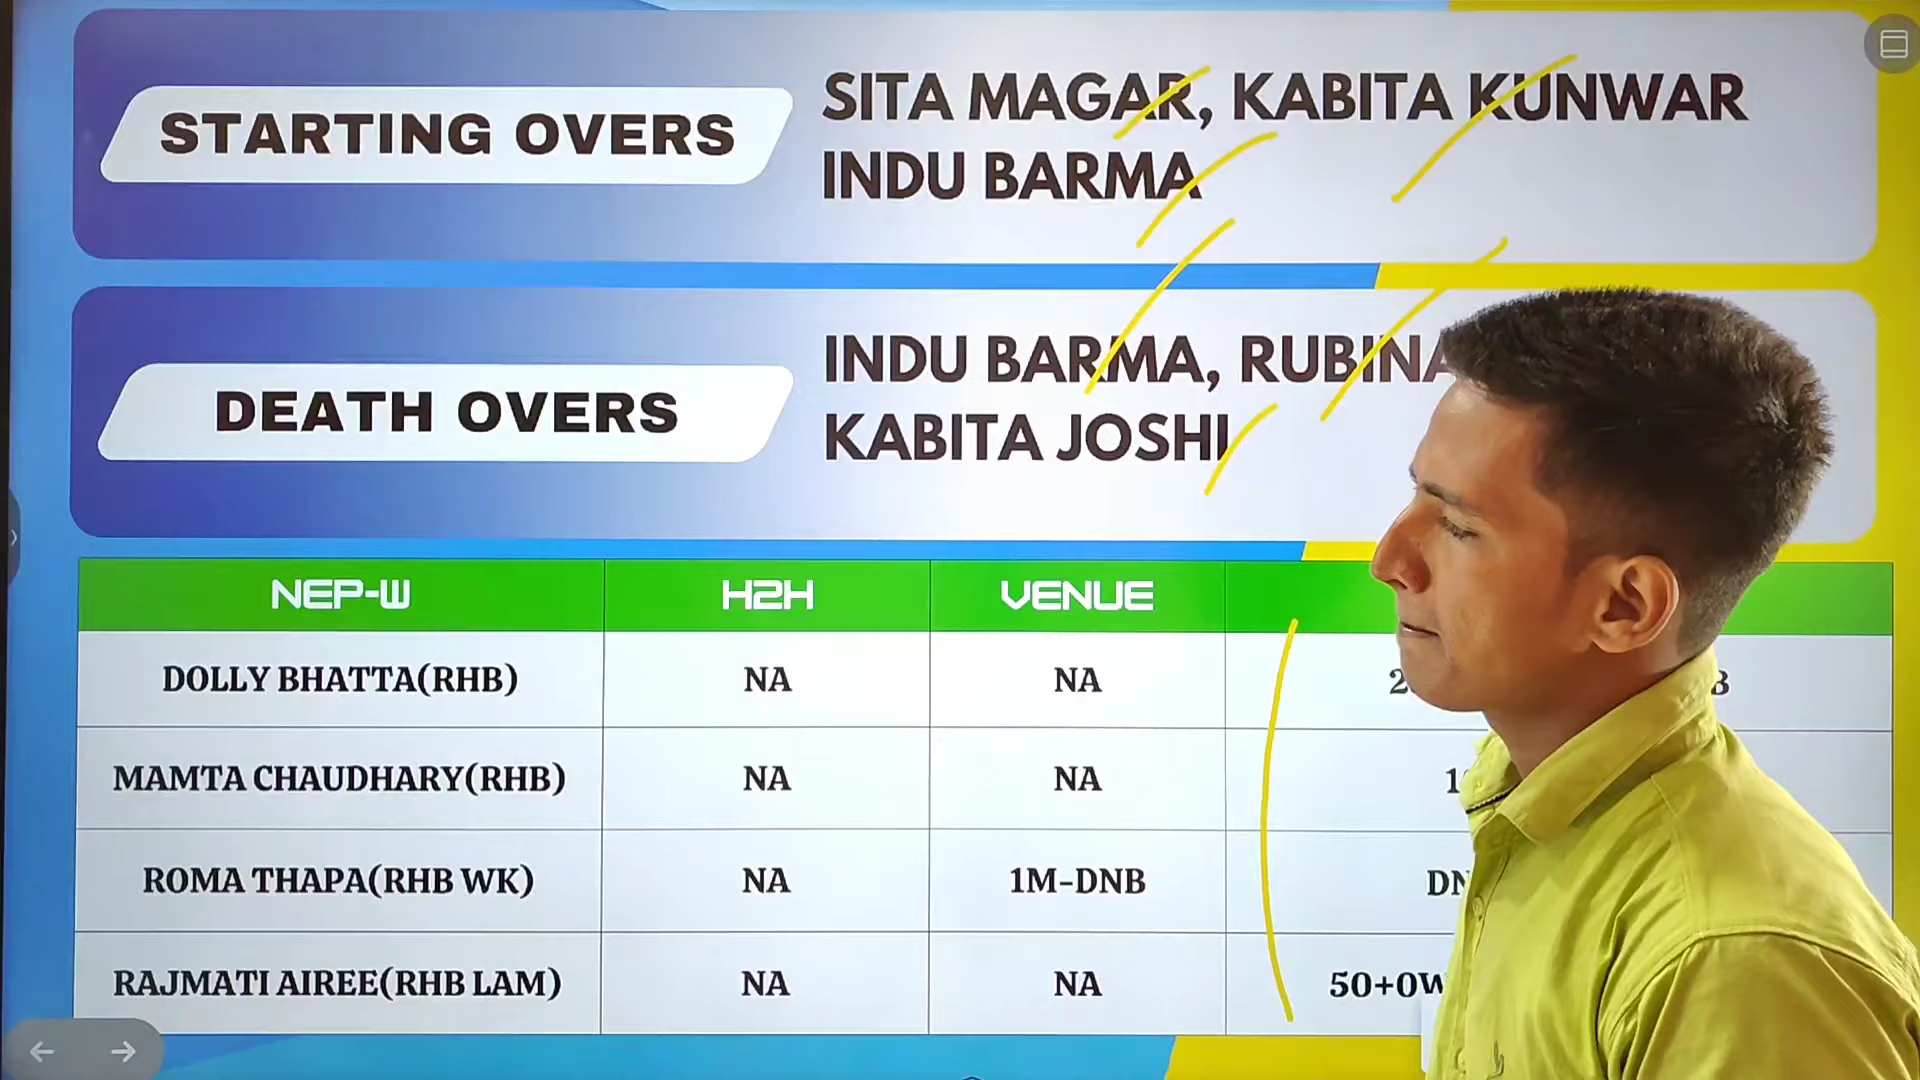 STARTING OVERS
SITA MAGAR, KABITA KUNWAR
INDU BARMA
DEATH OVERS
INDU BARMA, RUBINA
KABITA JOSHI
NEP-W H2H VENUE
DOLLY BHATTA(RHB) NA NA
MAMTA CHAUDHARY(RHB) NA NA
ROMA THAPA(RHB WK) NA 1M-DNB
RAJMATI AIREE(RHB LAM) NA NA